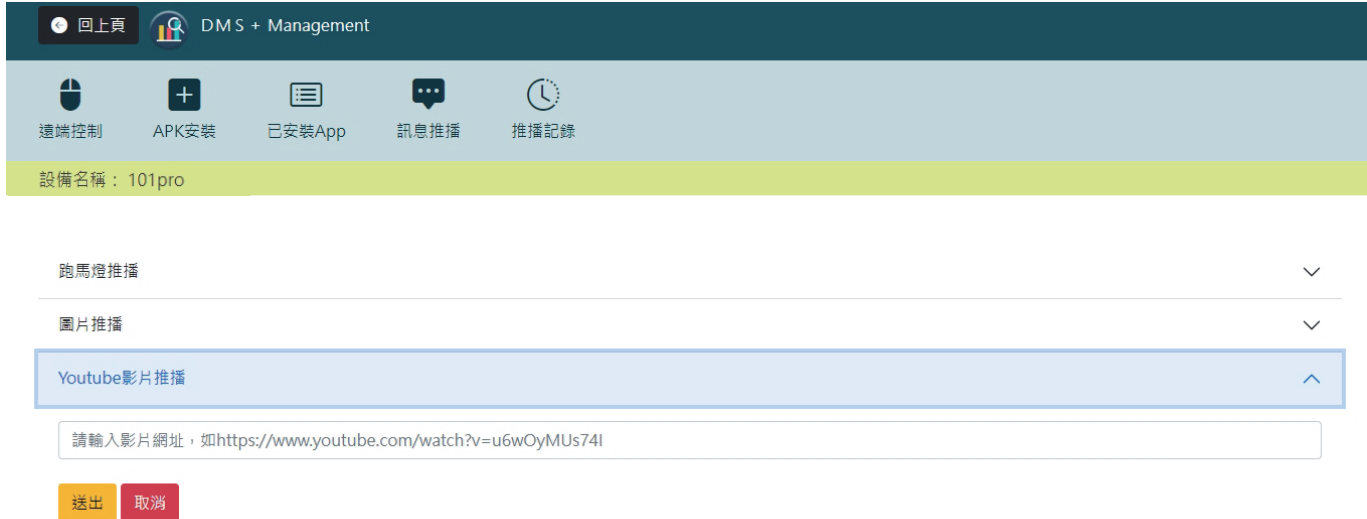 回上頁 DMS + Management
遠端控制 APK安裝 已安裝App 訊息推播 推播記錄
設備名稱： 101pro
跑馬燈推播
圖片推播
Youtube影片推播
請輸入影片網址，如https://www.youtube.com/watch?v=u6wOyMUs74I
送出 取消